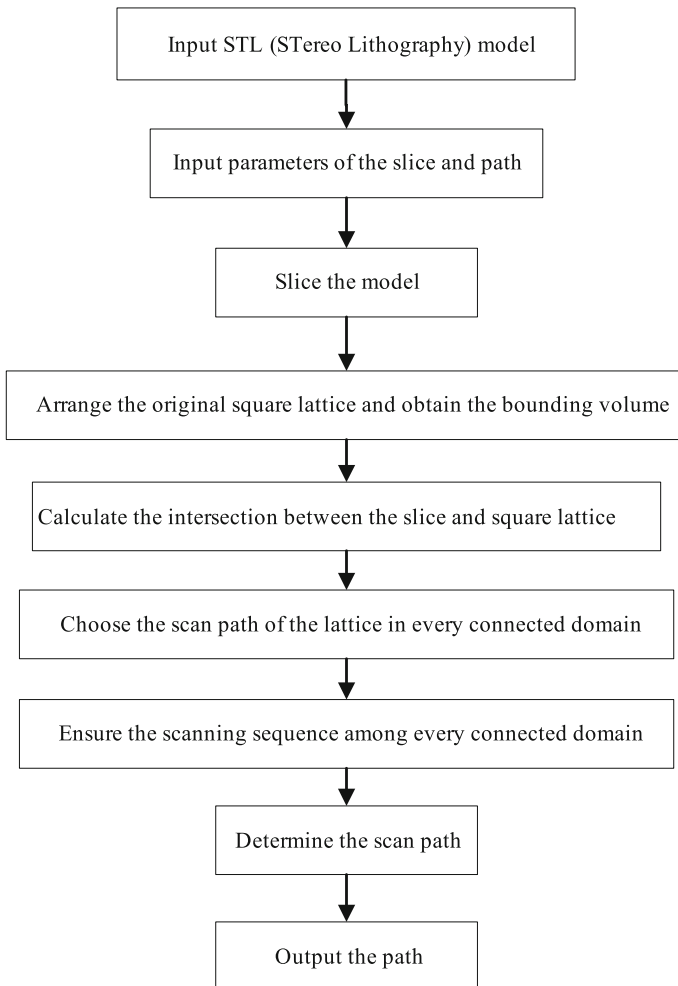 Input STL (STereo Lithography) model
Input parameters of the slice and path
Slice the model
Arrange the original square lattice and obtain the bounding volume
Calculate the intersection between the slice and square lattice
Choose the scan path of the lattice in every connected domain
Ensure the scanning sequence among every connected domain
Determine the scan path
Output the path